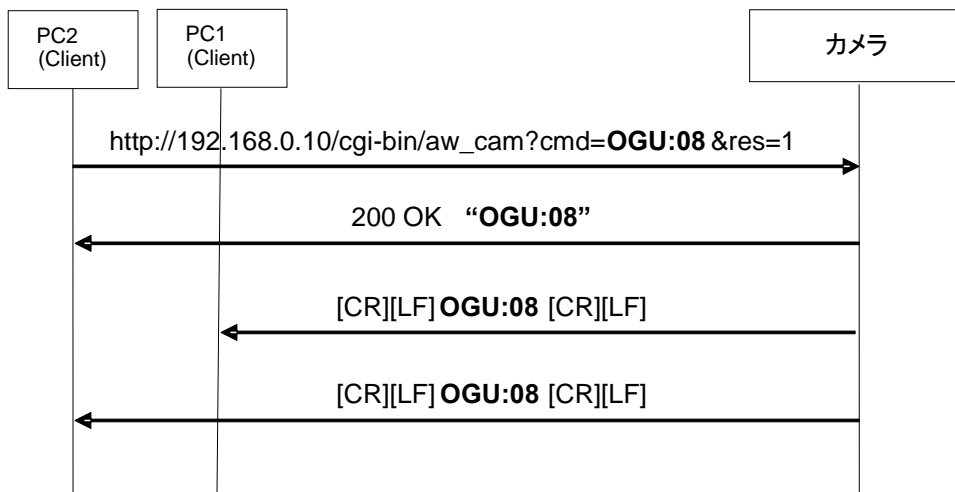 PC2
(Client)
PC1
(Client)
カメラ
http://192.168.0.10/cgi-bin/aw_cam?cmd=OGU:08 &res=1
200 OK “OGU:08”
[CR][LF] OGU:08 [CR][LF]
[CR][LF] OGU:08 [CR][LF]